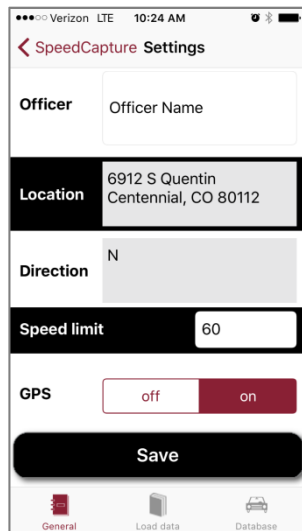 Verizon LTE 10:24 AM
SpeedCapture Settings
Officer Officer Name
Location 6912 S Quentin
Centennial, CO 80112
Direction N
Speed limit 60
GPS off on
Save
General Load data Database